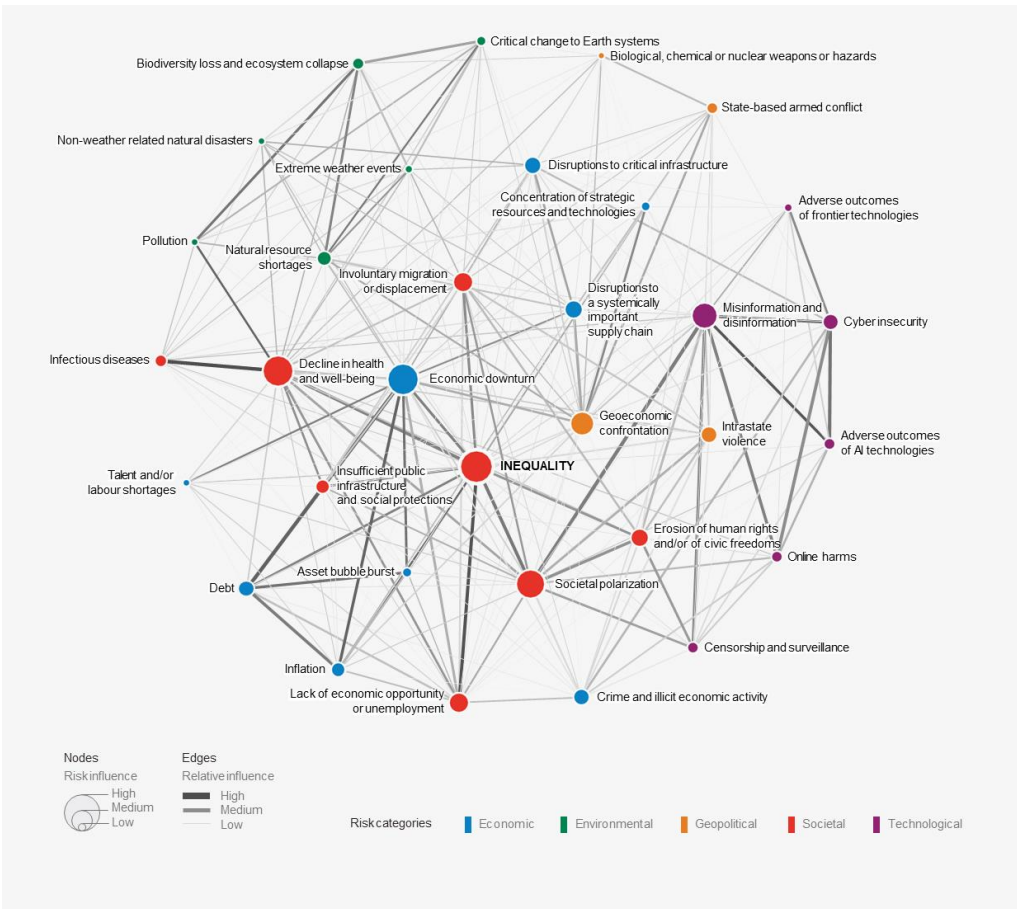 Critical change to Earth systems
Biological, chemical or nuclear weapons or hazards
Biodiversity loss and ecosystem collapse
State-based armed conflict
Non-weather related natural disasters
Extreme weather events
Disruptions to critical infrastructure
Concentration of strategic
resources and technologies
Adverse outcomes
of frontier technologies
Pollution
Natural resource
shortages
Involuntary migration
or displacement
Disruptions to
a systemically
important
supply chain
Misinformation and
disinformation
Cyber insecurity
Infectious diseases
Decline in health
and well-being
Economic downturn
Geoeconomic
confrontation
Intrastate
violence
Adverse outcomes
of AI technologies
Talent and/or
labour shortages
Insufficient public
infrastructure
and social protections
INEQUALITY
Erosion of human rights
and/or of civic freedoms
Online harms
Asset bubble burst
Debt
Societal polarization
Censorship and surveillance
Inflation
Lack of economic opportunity
or unemployment
Crime and illicit economic activity
Nodes
Risk influence
High
Medium
Low
Edges
Relative influence
High
Medium
Low
Risk categories
Economic
Environmental
Geopolitical
Societal
Technological